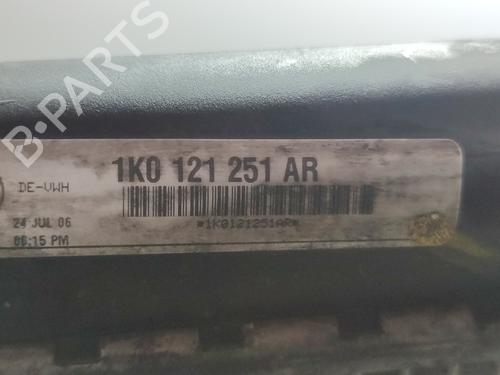 B-PARTS
1K0 121 251 AR
DE-VWH
*1K0121251AR*
24 JUL 06
06:15 PM